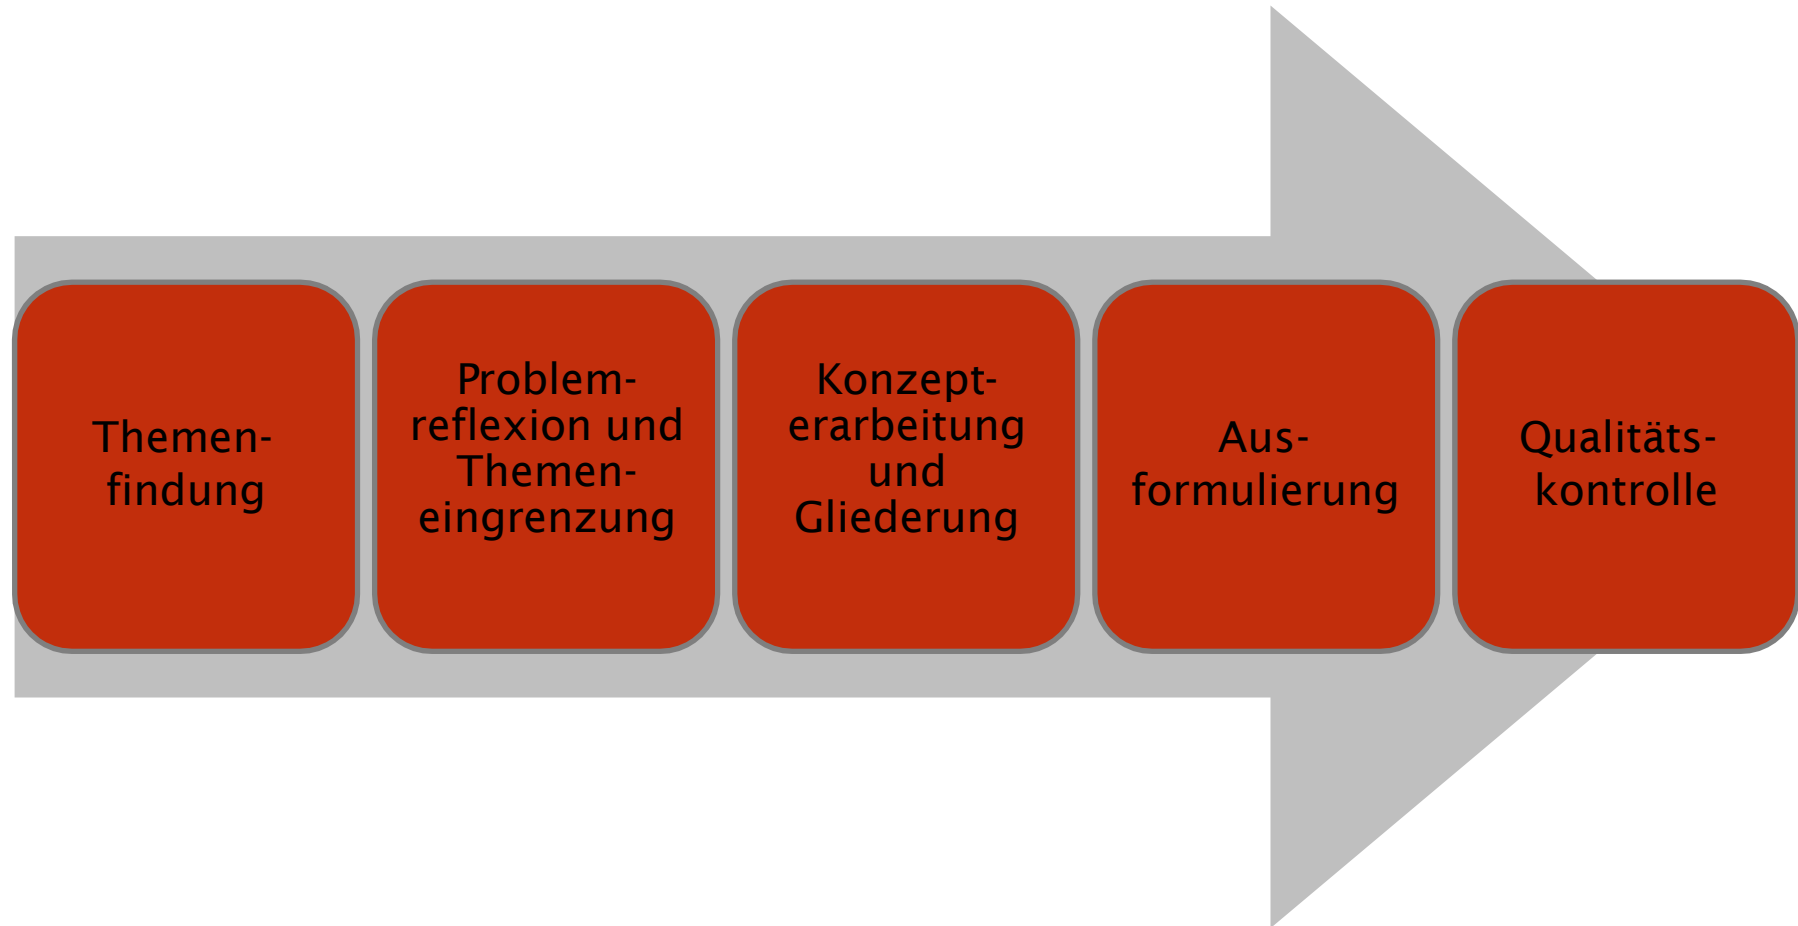 Themen-
findung
Problem-
reflexion und
Themen-
eingrenzung
Konzept-
erarbeitung
und
Gliederung
Aus-
formulierung
Qualitäts-
kontrolle